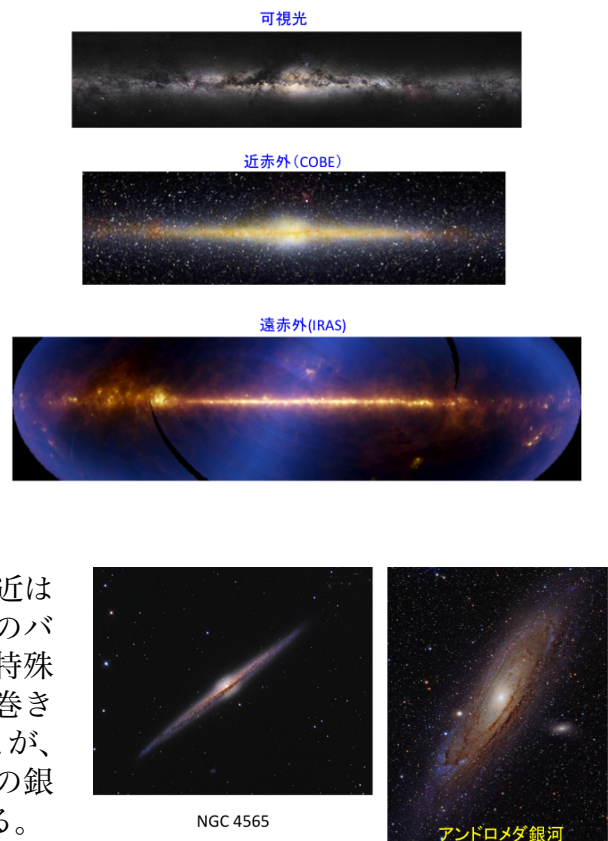 可視光
近赤外（COBE）
遠赤外(IRAS)
近は
のバ
特殊
巻き
が、
の銀
る。
NGC 4565
アンドロメダ銀河